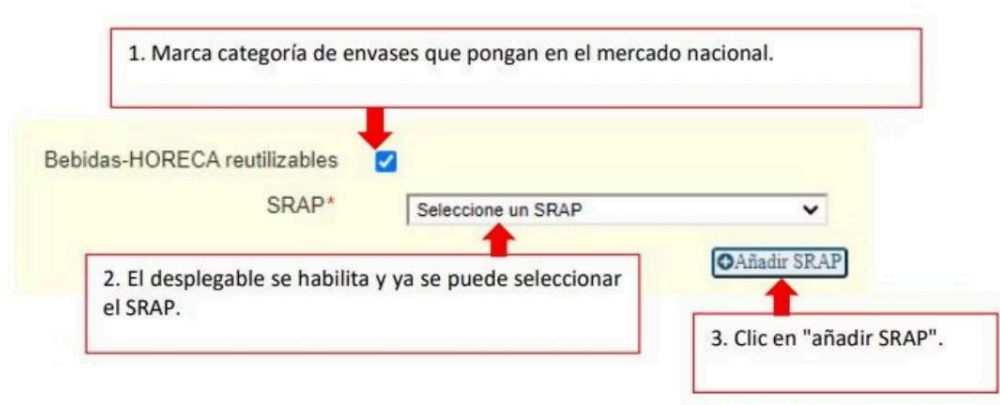 1. Marca categoría de envases que pongan en el mercado nacional.
Bebidas-HORECA reutilizables
SRAP*
Seleccione un SRAP
Añadir SRAP
2. El desplegable se habilita y ya se puede seleccionar
el SRAP.
3. Clic en "añadir SRAP".